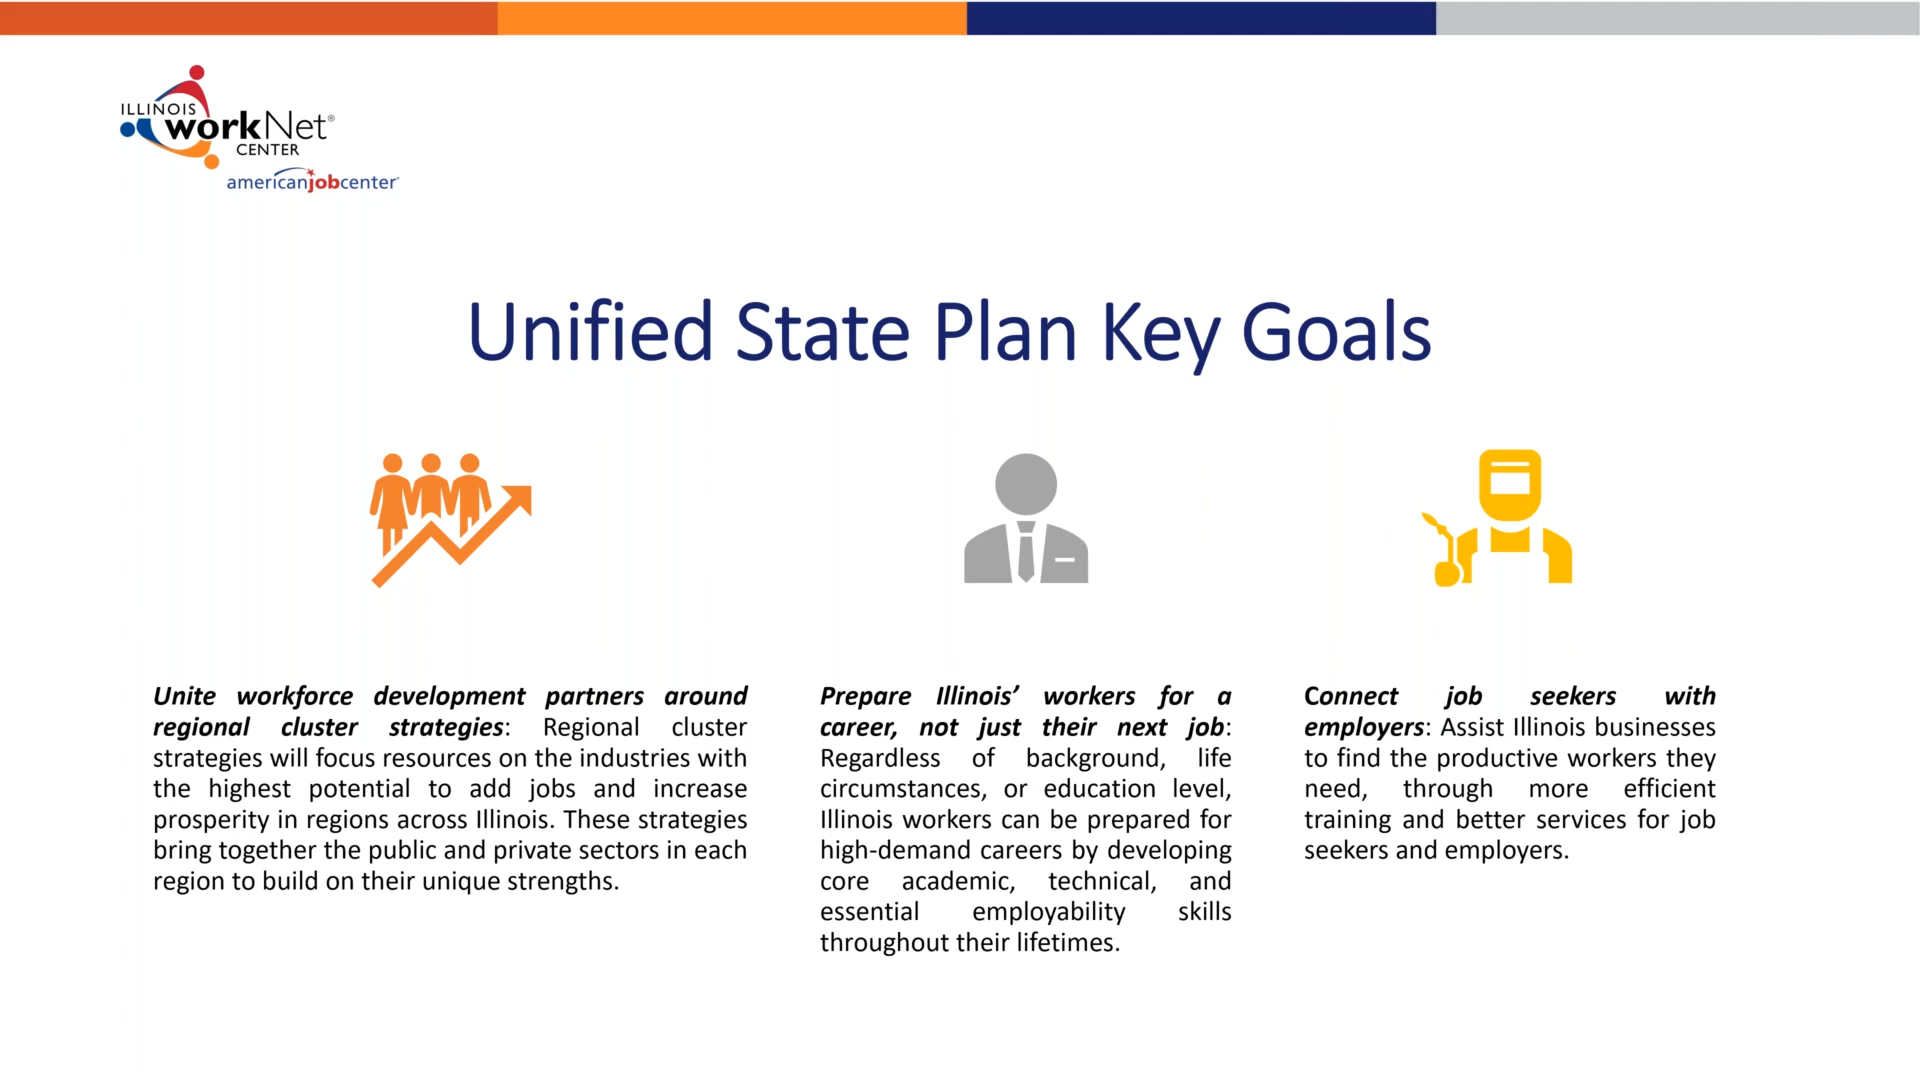 ILLINOIS
workNet®
CENTER
americanjobcenter
Unified State Plan Key Goals
Unite workforce development partners around
regional cluster strategies: Regional cluster
strategies will focus resources on the industries with
the highest potential to add jobs and increase
prosperity in regions across Illinois. These strategies
bring together the public and private sectors in each
region to build on their unique strengths.
Prepare Illinois’ workers for a
career, not just their next job:
Regardless of background, life
circumstances, or education level,
Illinois workers can be prepared for
high-demand careers by developing
core academic, technical, and
essential employability skills
throughout their lifetimes.
Connect job seekers with
employers: Assist Illinois businesses
to find the productive workers they
need, through more efficient
training and better services for job
seekers and employers.